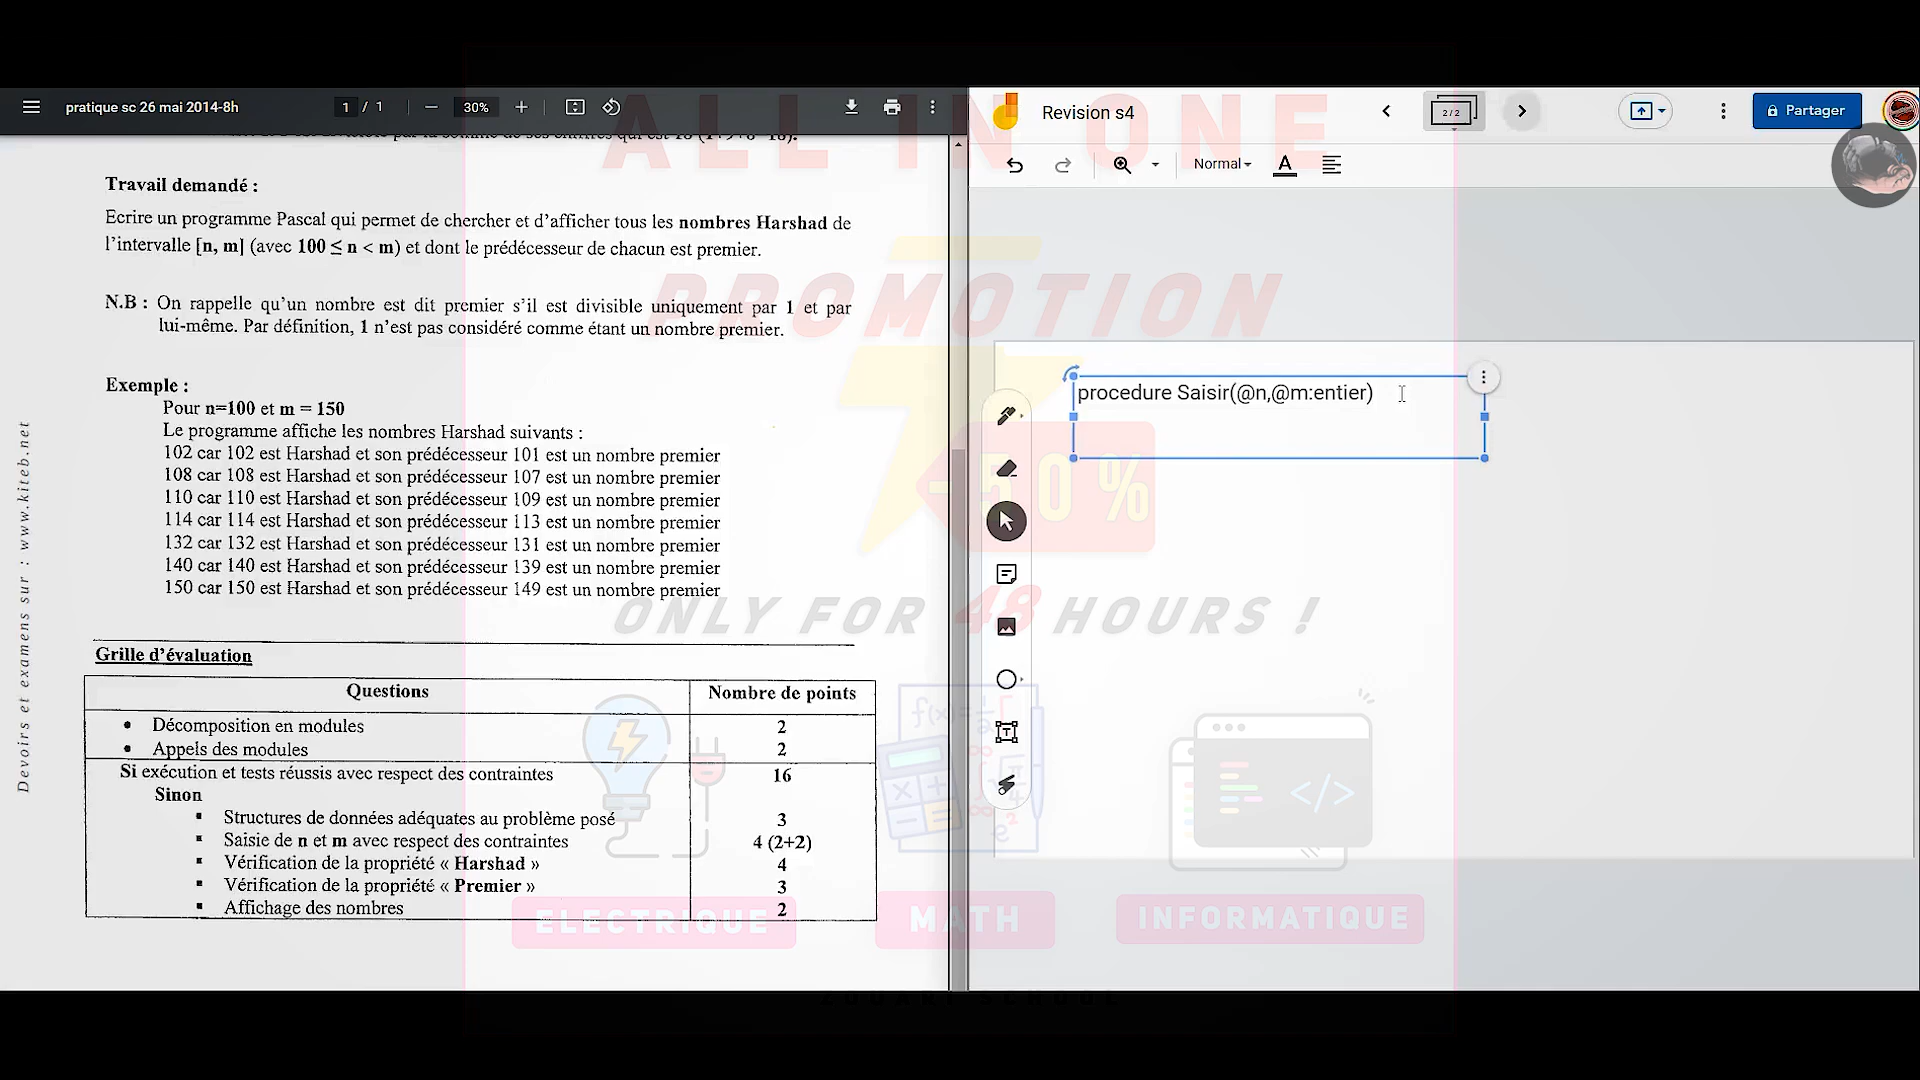 pratique sc 26 mai 2014-8h
1 / 1
30%
Travail demandé :
Ecrire un programme Pascal qui permet de chercher et d'afficher tous les nombres Harshad de
l'intervalle [n, m] (avec 100 ≤ n < m) et dont le prédécesseur de chacun est premier.
N.B : On rappelle qu'un nombre est dit premier s'il est divisible uniquement par 1 et par
lui-même. Par définition, 1 n'est pas considéré comme étant un nombre premier.
Exemple :
Pour n=100 et m = 150
Le programme affiche les nombres Harshad suivants :
102 car 102 est Harshad et son prédécesseur 101 est un nombre premier
108 car 108 est Harshad et son prédécesseur 107 est un nombre premier
110 car 110 est Harshad et son prédécesseur 109 est un nombre premier
114 car 114 est Harshad et son prédécesseur 113 est un nombre premier
132 car 132 est Harshad et son prédécesseur 131 est un nombre premier
140 car 140 est Harshad et son prédécesseur 139 est un nombre premier
150 car 150 est Harshad et son prédécesseur 149 est un nombre premier
Grille d'évaluation
Questions Nombre de points
• Décomposition en modules 2
• Appels des modules 2
Si exécution et tests réussis avec respect des contraintes 16
Sinon
▪ Structures de données adéquates au problème posé 3
▪ Saisie de n et m avec respect des contraintes 4 (2+2)
▪ Vérification de la propriété « Harshad » 4
▪ Vérification de la propriété « Premier » 3
▪ Affichage des nombres 2
Devoirs et examens sur : www.kiteb.net
Revision s4
2/2
Partager
Normal
procedure Saisir(@n,@m:entier)
ALL IN ONE
PROMOTION
-50%
ONLY FOR 48 HOURS !
f(x)=
</>
ELECTRIQUE
MATH
INFORMATIQUE